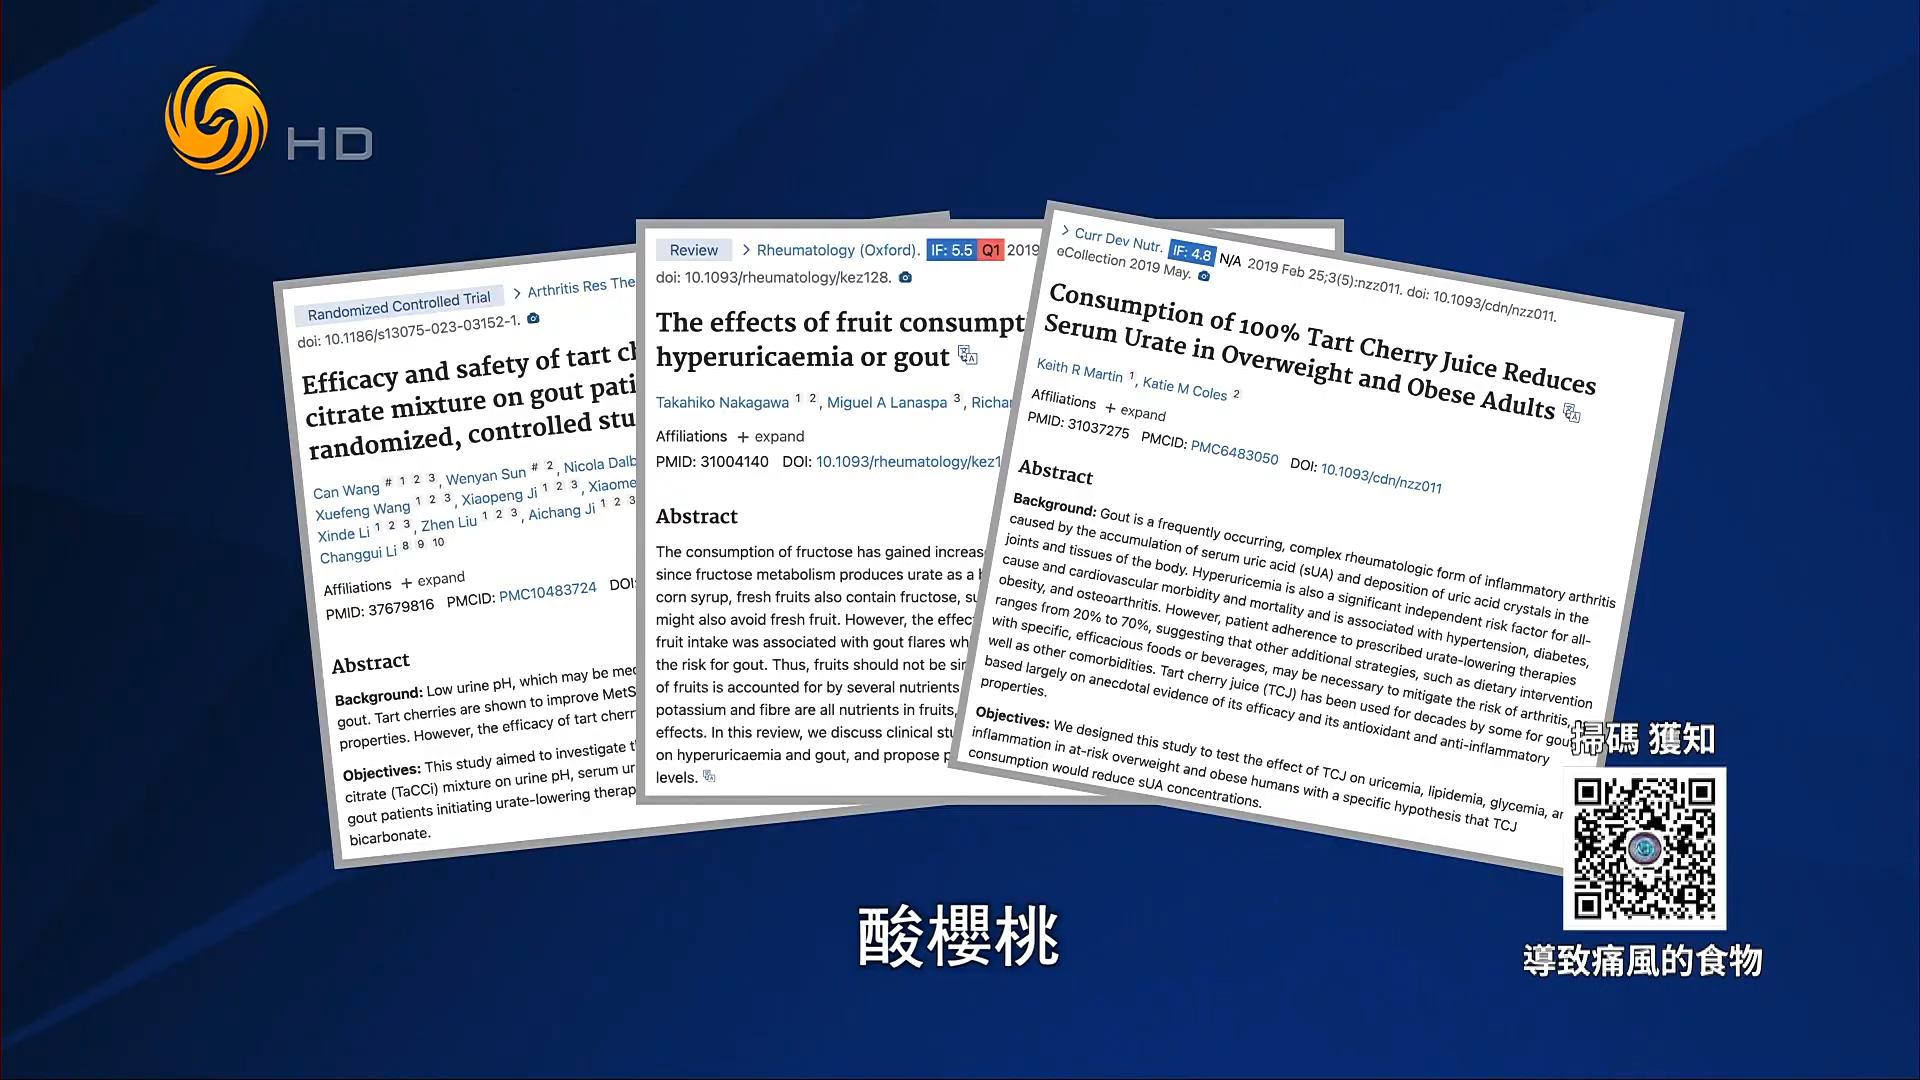 HD
Randomized Controlled Trial > Arthritis Res The
doi: 10.1186/s13075-023-03152-1.
Efficacy and safety of tart ch
citrate mixture on gout pati
randomized, controlled stu
Can Wang # 1 2 3, Wenyan Sun # 2, Nicola Dalb
Xuefeng Wang 1 2 3, Xiaopeng Ji 1 2 3, Xiaome
Xinde Li 1 2 3, Zhen Liu 1 2 3, Aichang Ji 1 2 3
Changgui Li 8 9 10
Affiliations + expand
PMID: 37679816 PMCID: PMC10483724 DOI:
Abstract
Background: Low urine pH, which may be med
gout. Tart cherries are shown to improve MetS
properties. However, the efficacy of tart cherr
Objectives: This study aimed to investigate t
citrate (TaCCi) mixture on urine pH, serum ur
gout patients initiating urate-lowering therap
bicarbonate.
Review > Rheumatology (Oxford). IF: 5.5 Q1 2019
doi: 10.1093/rheumatology/kez128.
The effects of fruit consumpt
hyperuricaemia or gout
Takahiko Nakagawa 1 2, Miguel A Lanaspa 3, Richar
Affiliations + expand
PMID: 31004140 DOI: 10.1093/rheumatology/kez1
Abstract
The consumption of fructose has gained increas
since fructose metabolism produces urate as a b
corn syrup, fresh fruits also contain fructose, su
might also avoid fresh fruit. However, the effec
fruit intake was associated with gout flares wh
the risk for gout. Thus, fruits should not be sir
of fruits is accounted for by several nutrients
potassium and fibre are all nutrients in fruits,
effects. In this review, we discuss clinical stu
on hyperuricaemia and gout, and propose p
levels.
> Curr Dev Nutr. IF: 4.8 N/A 2019 Feb 25;3(5):nzz011. doi: 10.1093/cdn/nzz011.
eCollection 2019 May.
Consumption of 100% Tart Cherry Juice Reduces
Serum Urate in Overweight and Obese Adults
Keith R Martin 1, Katie M Coles 2
Affiliations + expand
PMID: 31037275 PMCID: PMC6483050 DOI: 10.1093/cdn/nzz011
Abstract
Background: Gout is a frequently occurring, complex rheumatologic form of inflammatory arthritis
caused by the accumulation of serum uric acid (sUA) and deposition of uric acid crystals in the
joints and tissues of the body. Hyperuricemia is also a significant independent risk factor for all-
cause and cardiovascular morbidity and mortality and is associated with hypertension, diabetes,
obesity, and osteoarthritis. However, patient adherence to prescribed urate-lowering therapies
ranges from 20% to 70%, suggesting that other additional strategies, such as dietary intervention
with specific, efficacious foods or beverages, may be necessary to mitigate the risk of arthritis,
well as other comorbidities. Tart cherry juice (TCJ) has been used for decades by some for gou
based largely on anecdotal evidence of its efficacy and its antioxidant and anti-inflammatory
properties.
Objectives: We designed this study to test the effect of TCJ on uricemia, lipidemia, glycemia, ar
inflammation in at-risk overweight and obese humans with a specific hypothesis that TCJ
consumption would reduce sUA concentrations.
掃碼 獲知
導致痛風的食物
酸櫻桃